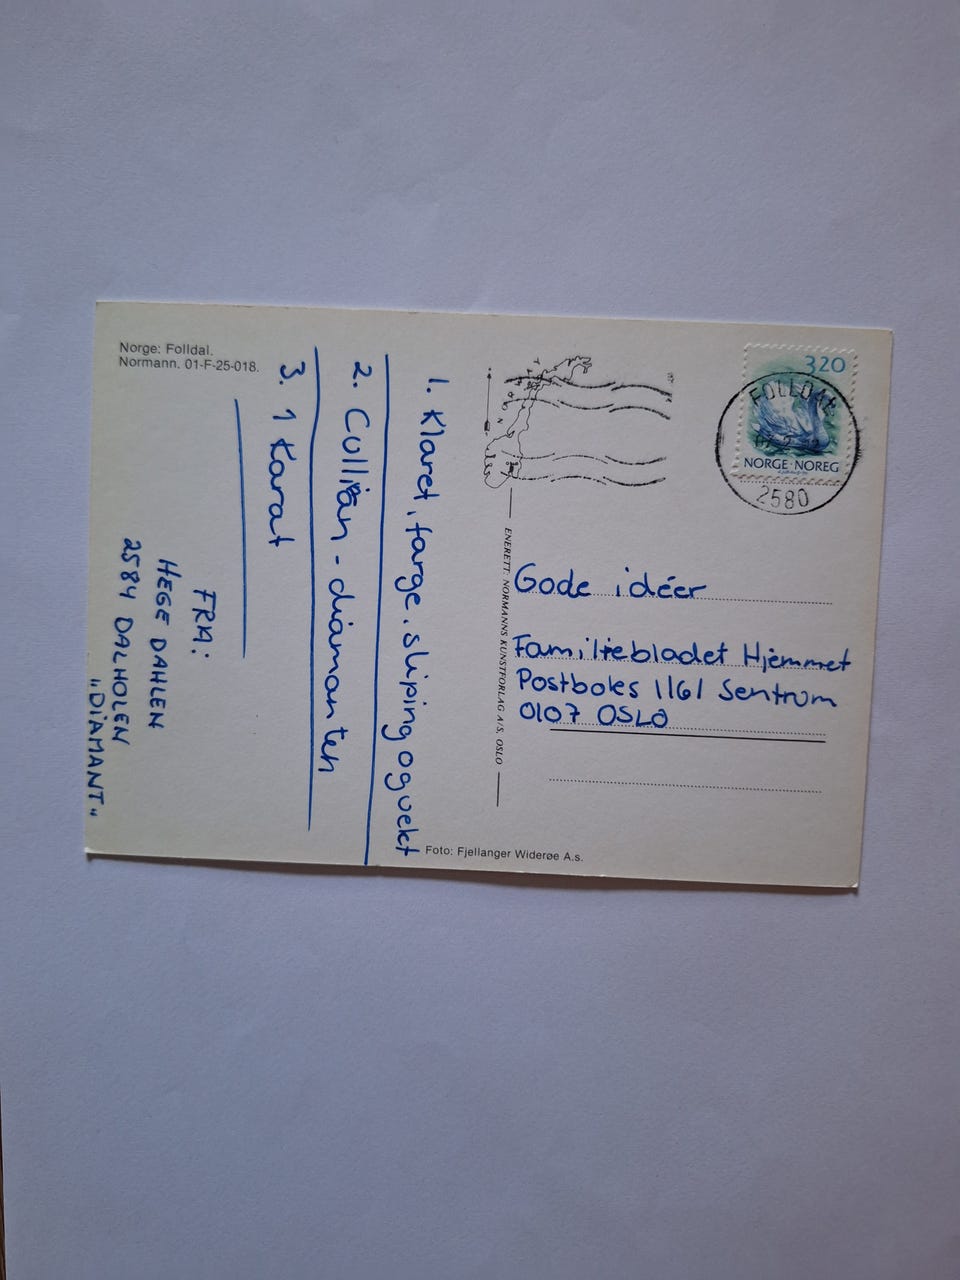 Norge: Folldal.
Normann. 01-F-25-018.
1. Klaret, farge. sliping og vekt
2. Cullian - diamanten
3. 1 Karat
FRA:
HEGE DAHLEN
2584 DALHOLEN
"DIAMANT"
ENERETT: NORMANNS KUNSTFORLAG A/S, OSLO
320
NORGE·NOREG
FOLLDAL
2580
Gode idéer
Familiebladet Hjemmet
Postboks 1161 Sentrum
0107 OSLO
Foto: Fjellanger Widerøe A.s.